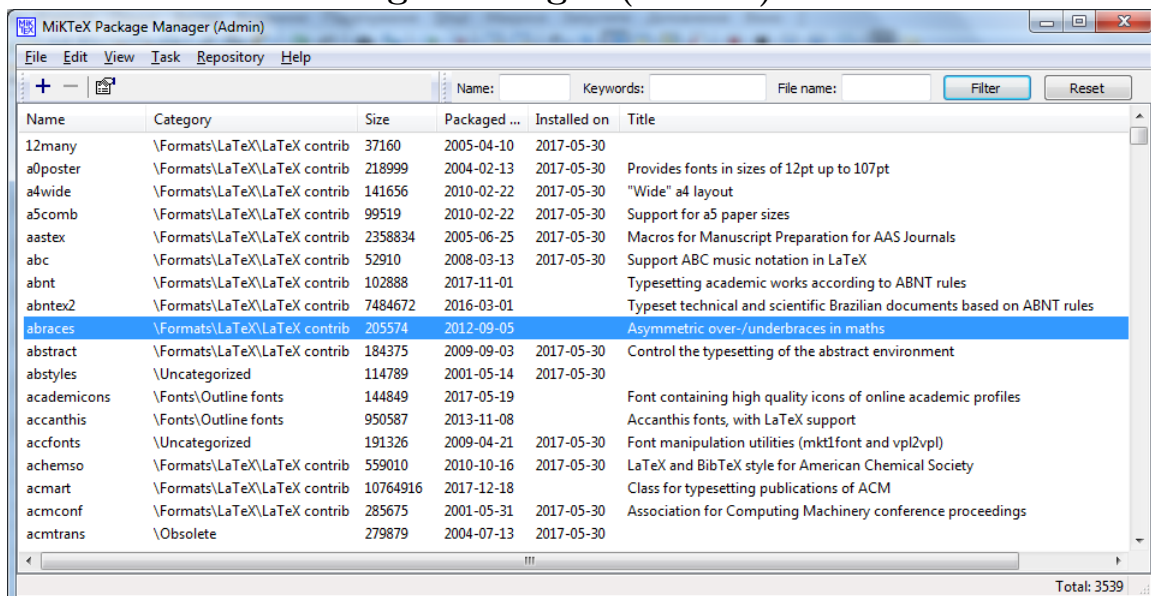 MiKTeX Package Manager (Admin)
File Edit View Task Repository Help
Name: Keywords: File name: Filter Reset
Name Category Size Packaged ... Installed on Title
12many \Formats\LaTeX\LaTeX contrib 37160 2005-04-10 2017-05-30
a0poster \Formats\LaTeX\LaTeX contrib 218999 2004-02-13 2017-05-30 Provides fonts in sizes of 12pt up to 107pt
a4wide \Formats\LaTeX\LaTeX contrib 141656 2010-02-22 2017-05-30 "Wide" a4 layout
a5comb \Formats\LaTeX\LaTeX contrib 99519 2010-02-22 2017-05-30 Support for a5 paper sizes
aastex \Formats\LaTeX\LaTeX contrib 2358834 2005-06-25 2017-05-30 Macros for Manuscript Preparation for AAS Journals
abc \Formats\LaTeX\LaTeX contrib 52910 2008-03-13 2017-05-30 Support ABC music notation in LaTeX
abnt \Formats\LaTeX\LaTeX contrib 102888 2017-11-01 Typesetting academic works according to ABNT rules
abntex2 \Formats\LaTeX\LaTeX contrib 7484672 2016-03-01 Typeset technical and scientific Brazilian documents based on ABNT rules
abraces \Formats\LaTeX\LaTeX contrib 205574 2012-09-05 Asymmetric over-/underbraces in maths
abstract \Formats\LaTeX\LaTeX contrib 184375 2009-09-03 2017-05-30 Control the typesetting of the abstract environment
abstyles \Uncategorized 114789 2001-05-14 2017-05-30
academicons \Fonts\Outline fonts 144849 2017-05-19 Font containing high quality icons of online academic profiles
accanthis \Fonts\Outline fonts 950587 2013-11-08 Accanthis fonts, with LaTeX support
accfonts \Uncategorized 191326 2009-04-21 2017-05-30 Font manipulation utilities (mkt1font and vpl2vpl)
achemso \Formats\LaTeX\LaTeX contrib 559010 2010-10-16 2017-05-30 LaTeX and BibTeX style for American Chemical Society
acmart \Formats\LaTeX\LaTeX contrib 10764916 2017-12-18 Class for typesetting publications of ACM
acmconf \Formats\LaTeX\LaTeX contrib 285675 2001-05-31 2017-05-30 Association for Computing Machinery conference proceedings
acmtrans \Obsolete 279879 2004-07-13 2017-05-30
Total: 3539